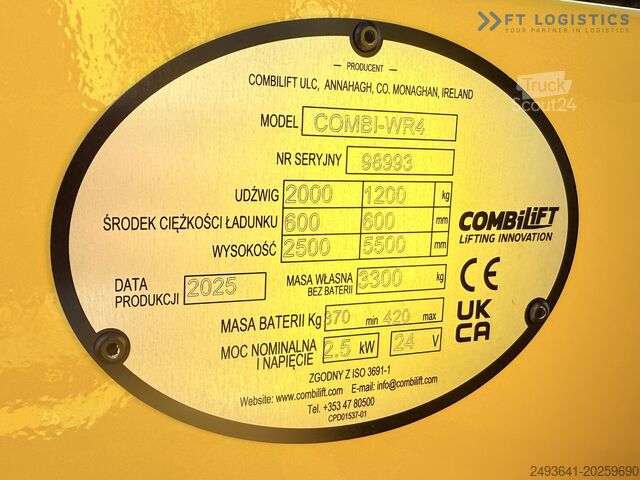 FT LOGISTICS
YOUR PARTNER IN LOGISTICS
Truck
Scout24
PRODUCENT
COMBILIFT ULC, ANNAHAGH, CO. MONAGHAN, IRELAND
MODEL COMBI-WR4
NR SERYJNY 96993
UDŹWIG 2000 1200 kg
ŚRODEK CIĘŻKOŚCI ŁADUNKU 600 600 mm
WYSOKOŚĆ 2500 5500 mm
COMBiLiFT
LIFTING INNOVATION
DATA
PRODUKCJI 2025
MASA WŁASNA
BEZ BATERII 3300 kg
CE
MASA BATERII Kg 370 min 420 max
UK
CA
MOC NOMINALNA
I NAPIĘCIE 2.5 kW 24 V
ZGODNY Z ISO 3691-1
Website: www.combilift.com E-mail: info@combilift.com
Tel. +353 47 80500
CPD01537-01
2493641-20259690